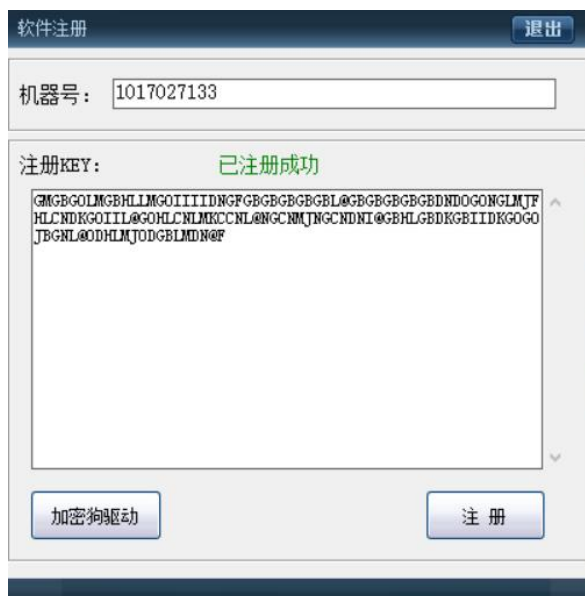 软件注册
退出
机器号：
1017027133
注册KEY：
已注册成功
GMGBGOLMGBHLLMGOIIIIDNGFGBGBGBGBGBL@GBGBGBGBGBDNDOGONGLMJF
HLCNDKGOIIL@GOHLCNLMKCCNL@NGCNMJNGCNDNI@GBHLGBDKGBIIDKGOGO
JBGNL@ODHLMJODGBLMDN@F
加密狗驱动
注 册